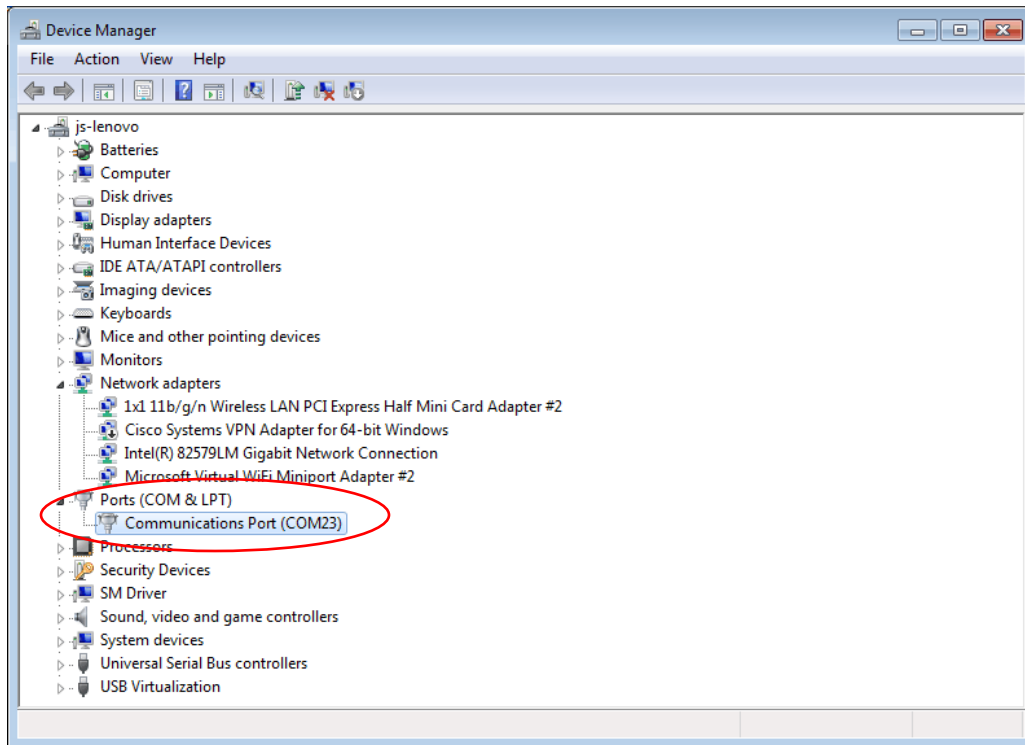 Device Manager
File Action View Help
js-lenovo
Batteries
Computer
Disk drives
Display adapters
Human Interface Devices
IDE ATA/ATAPI controllers
Imaging devices
Keyboards
Mice and other pointing devices
Monitors
Network adapters
1x1 11b/g/n Wireless LAN PCI Express Half Mini Card Adapter #2
Cisco Systems VPN Adapter for 64-bit Windows
Intel(R) 82579LM Gigabit Network Connection
Microsoft Virtual WiFi Miniport Adapter #2
Ports (COM & LPT)
Communications Port (COM23)
Processors
Security Devices
SM Driver
Sound, video and game controllers
System devices
Universal Serial Bus controllers
USB Virtualization